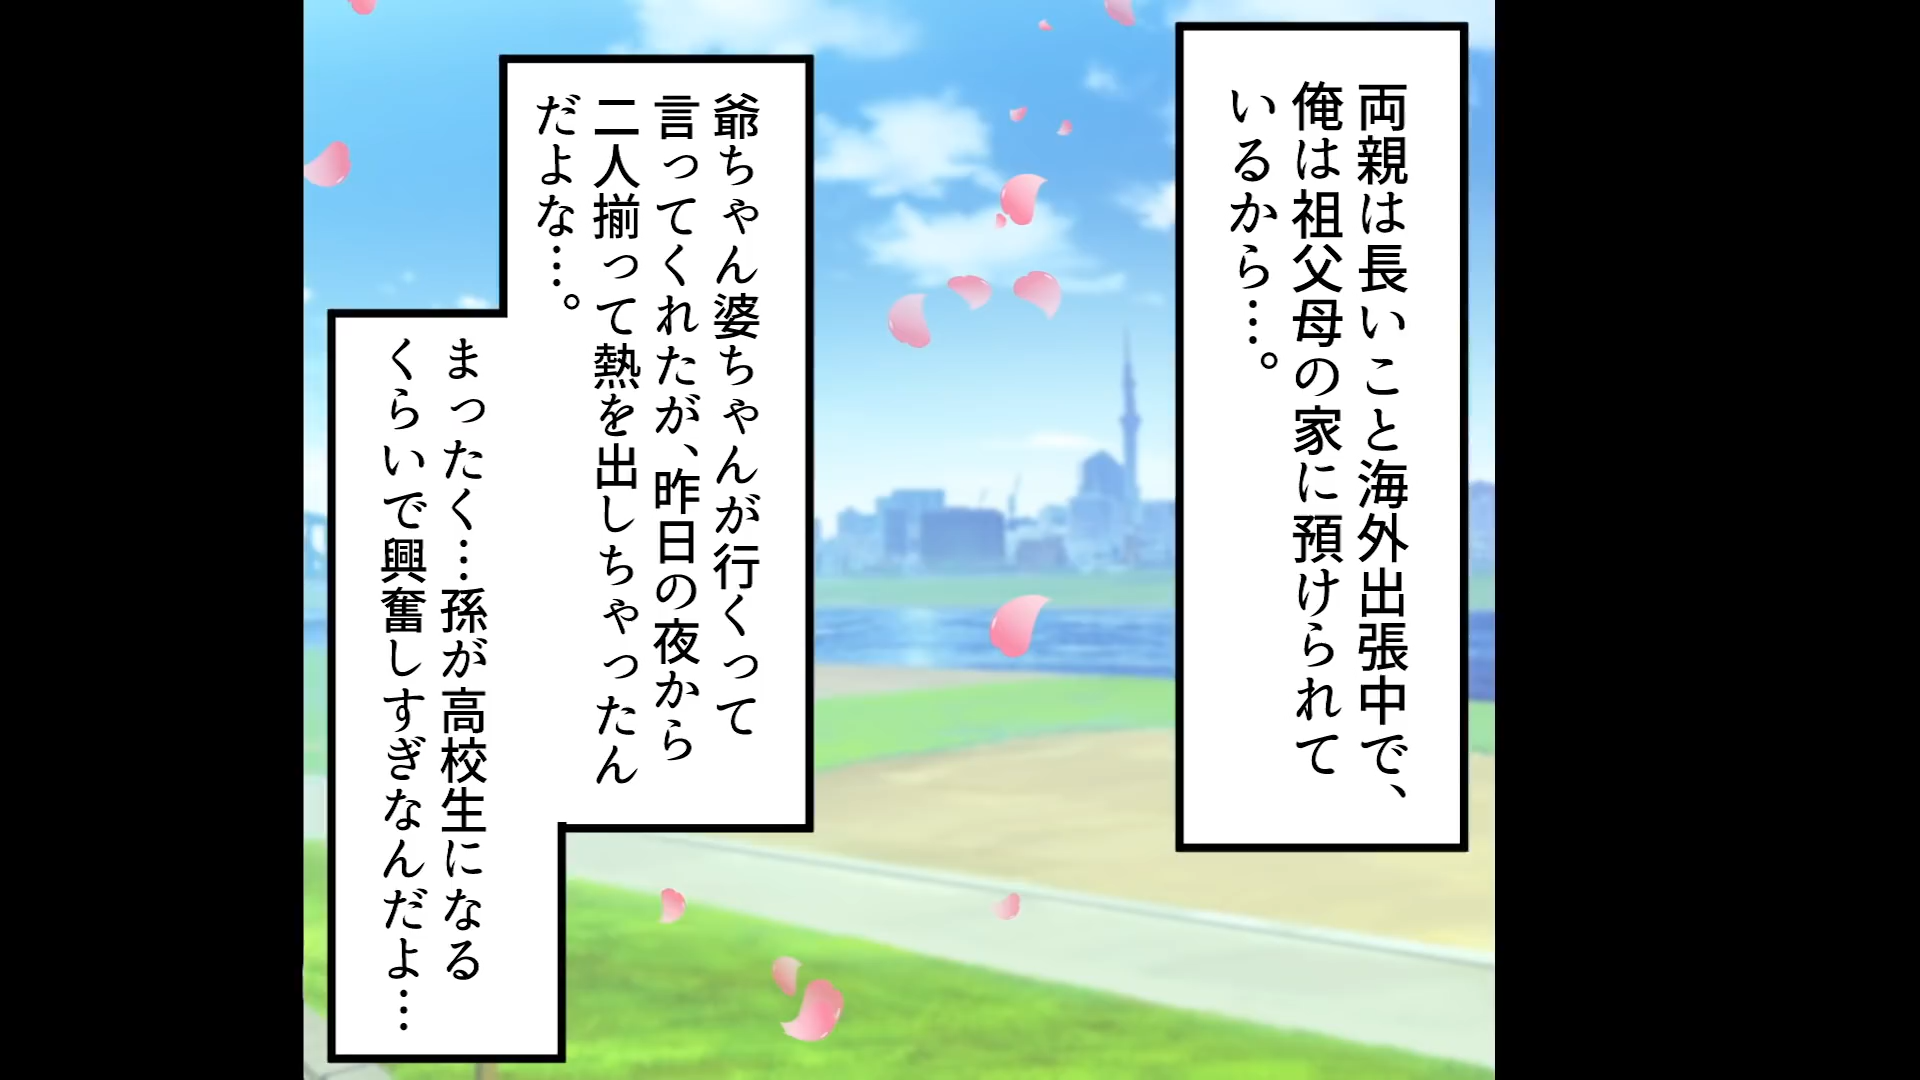 両親は長いこと海外出張中で、
俺は祖父母の家に預けられて
いるから…。
爺ちゃん婆ちゃんが行くって
言ってくれたが、昨日の夜から
二人揃って熱を出しちゃったん
だよな…。
まったく…孫が高校生になる
くらいで興奮しすぎなんだよ…